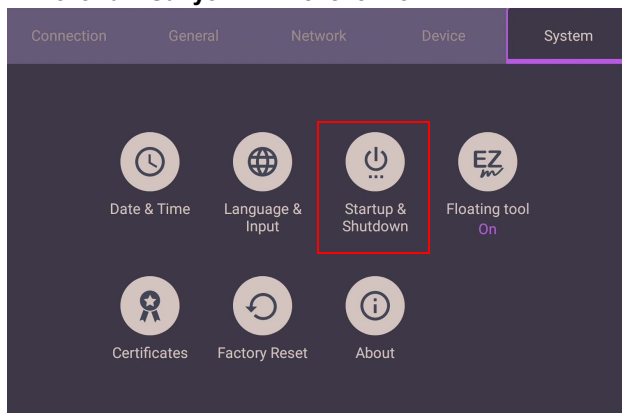 Connection General Network Device System
EZ
Date & Time Language & Input Startup & Shutdown Floating tool
On
Certificates Factory Reset About